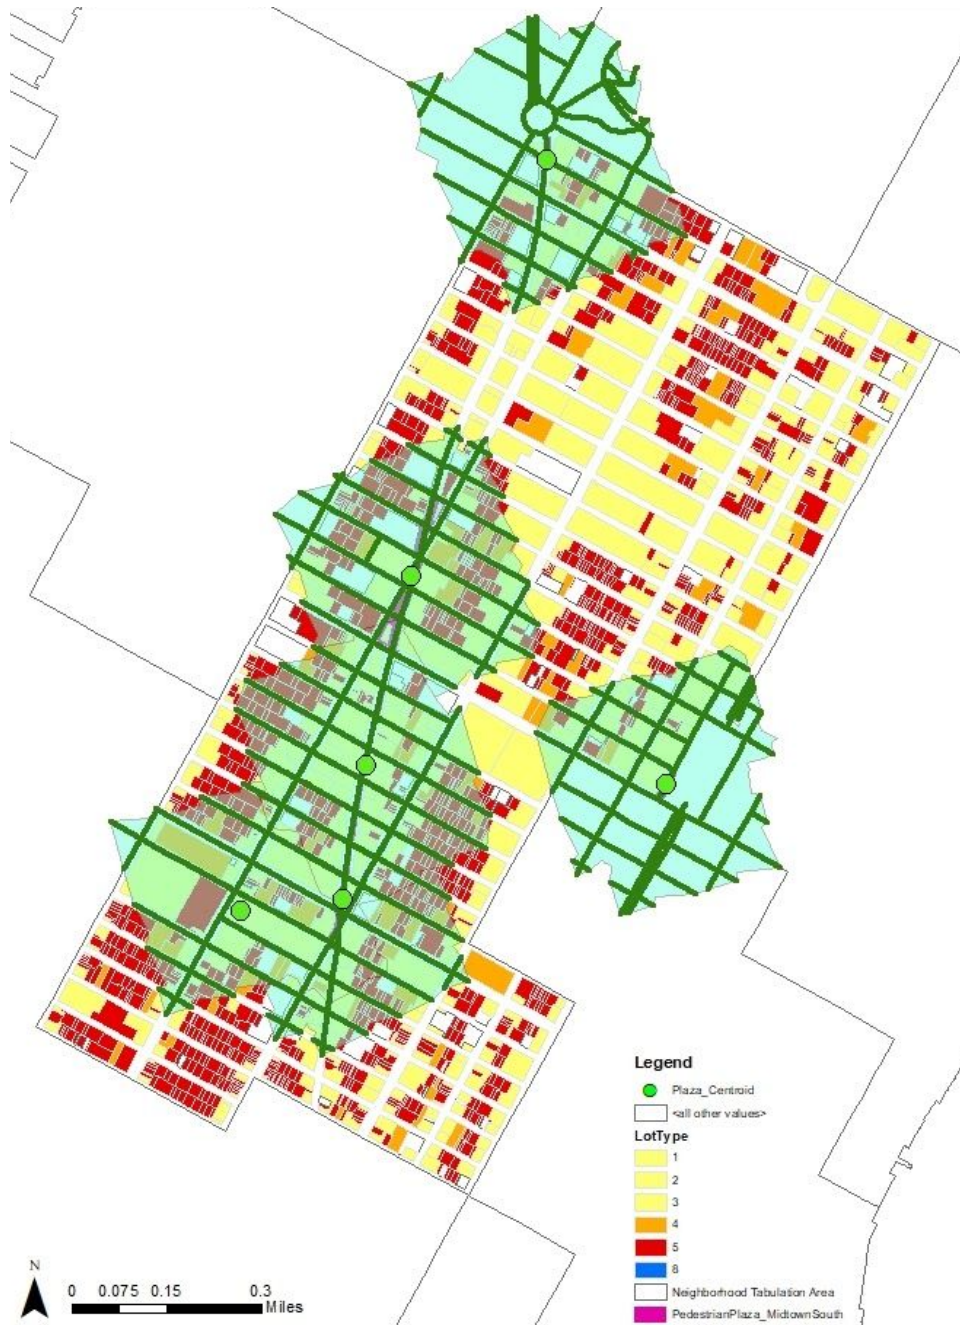 Legend
Plaza_Centroid
<all other values>
LotType
1
2
3
4
5
8
Neighborhood Tabulation Area
PedestrianPlaza_MidtownSouth
N
0 0.075 0.15 0.3
Miles